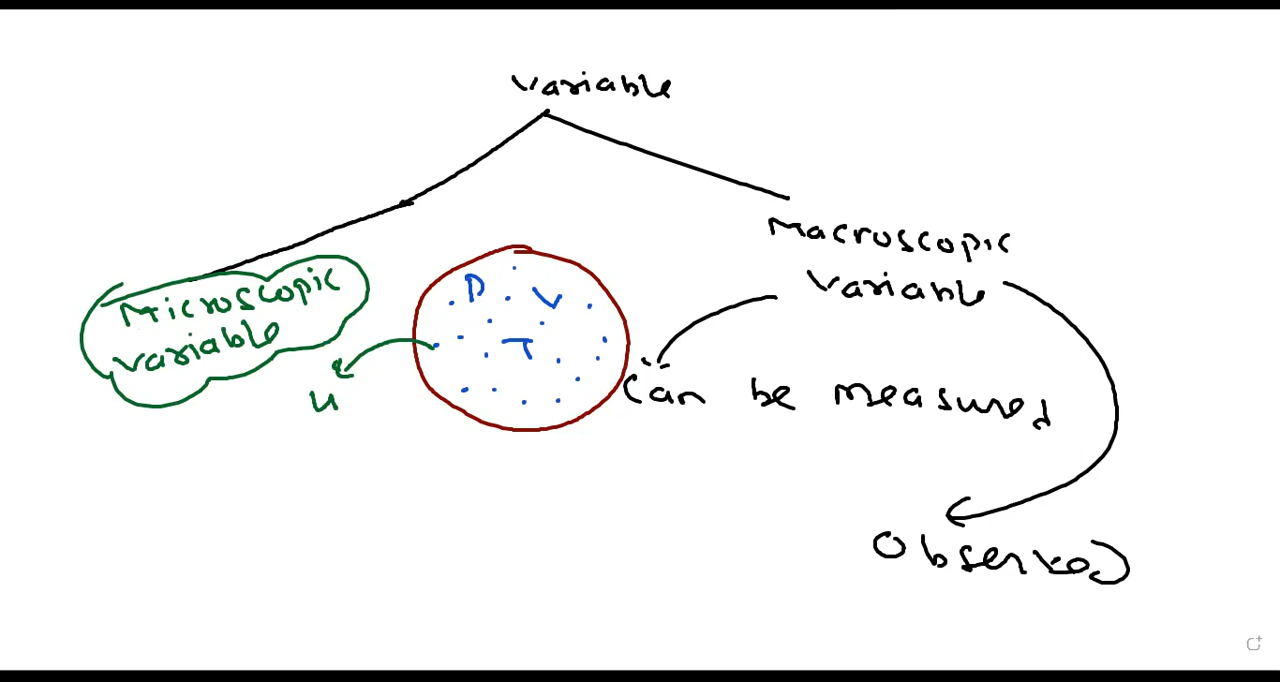 Variable
Macroscopic
Variable
Microscopic
Variable
P V
T
u
Can be measured
Observed